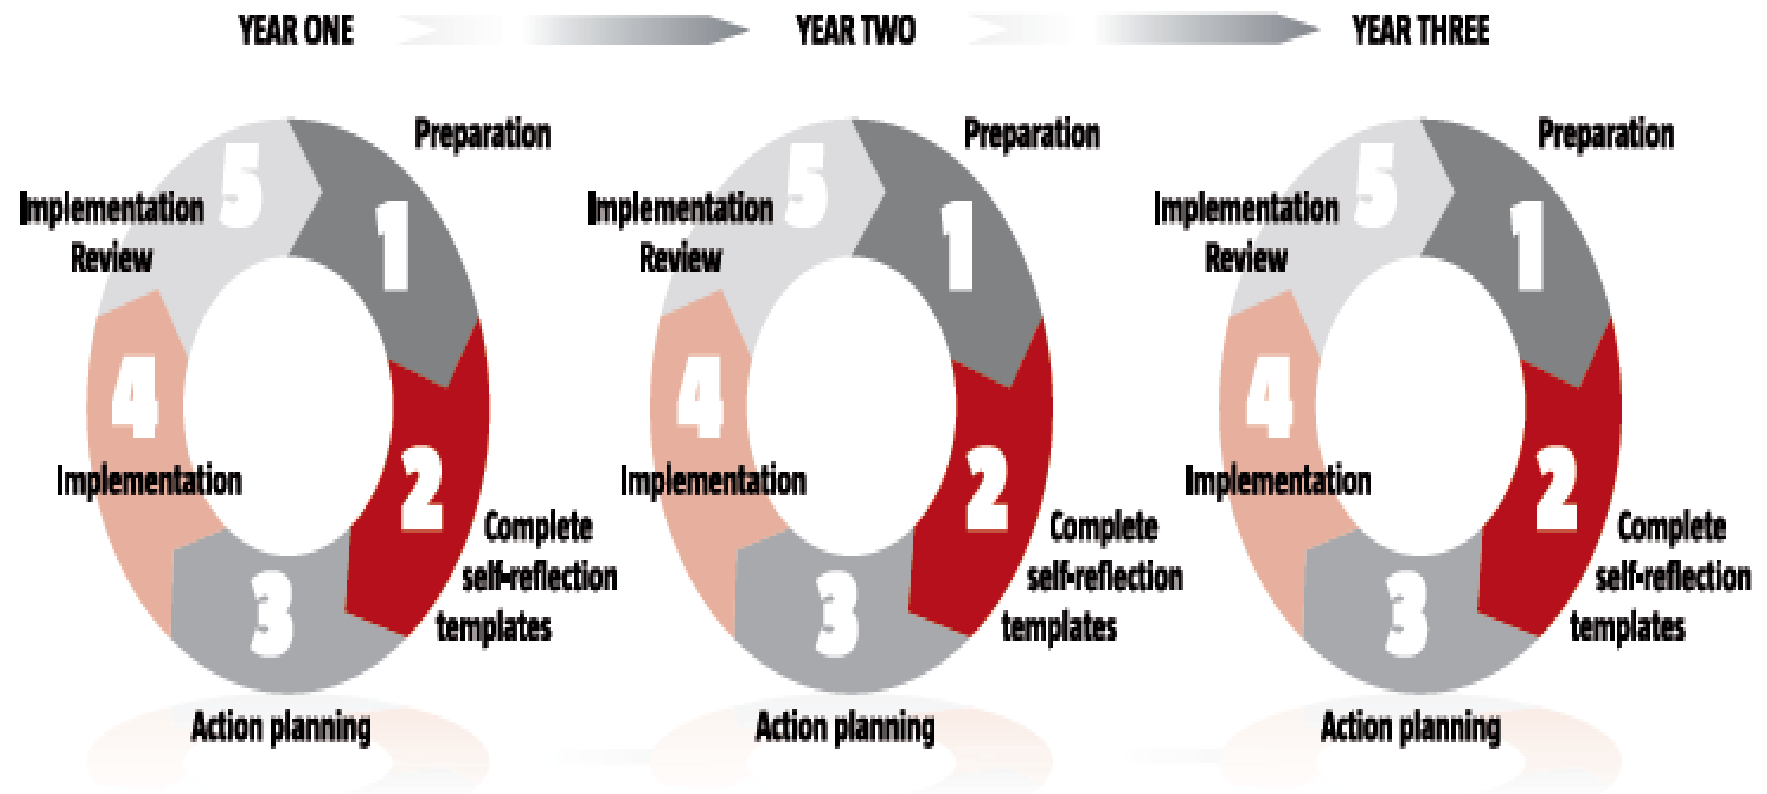 YEAR ONE
YEAR TWO
YEAR THREE
Preparation
5
1
Implementation
Review
4
2
Implementation
Complete
self-reflection
templates
3
Action planning
Preparation
5
1
Implementation
Review
4
2
Implementation
Complete
self-reflection
templates
3
Action planning
Preparation
5
1
Implementation
Review
4
2
Implementation
Complete
self-reflection
templates
3
Action planning